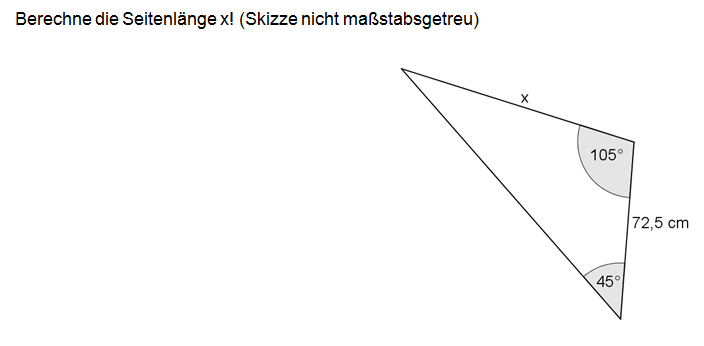 Berechne die Seitenlänge x! (Skizze nicht maßstabsgetreu)
x
105°
72,5 cm
45°